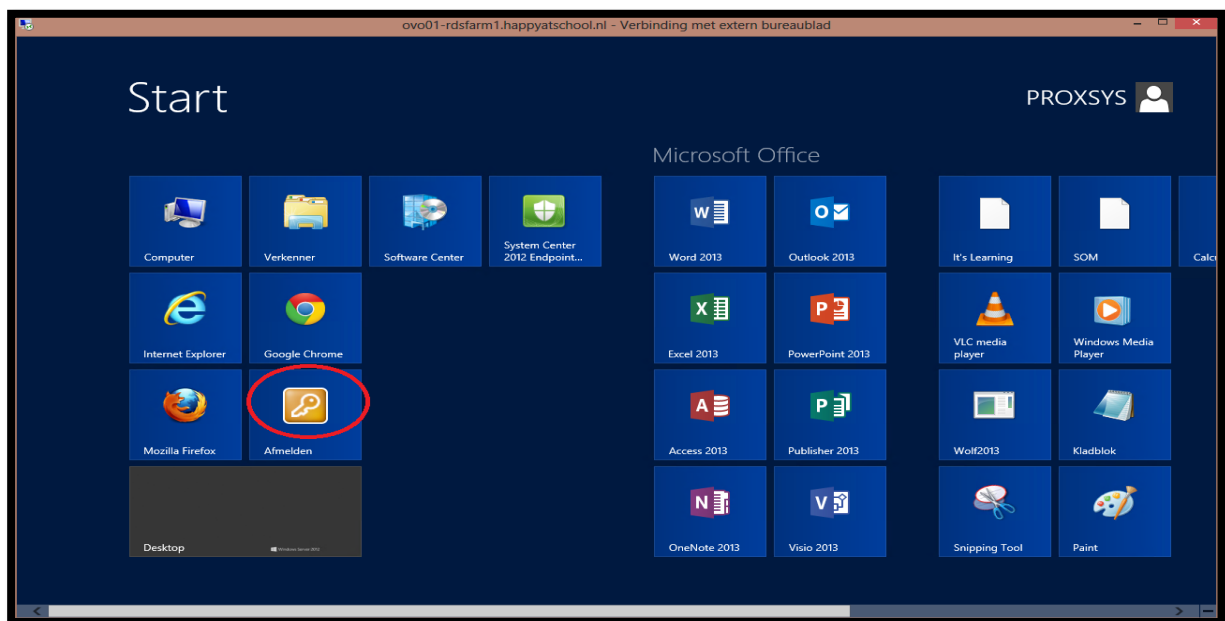 ovo01-rdsfarm1.happyatschool.nl - Verbinding met extern bureaublad
Start
PROXSYS
Microsoft Office
Computer
Verkenner
Software Center
System Center
2012 Endpoint...
Word 2013
Outlook 2013
It's Learning
SOM
Internet Explorer
Google Chrome
Excel 2013
PowerPoint 2013
VLC media
player
Windows Media
Player
Mozilla Firefox
Afmelden
Access 2013
Publisher 2013
Wolf2013
Kladblok
Desktop
Windows Server 2012
OneNote 2013
Visio 2013
Snipping Tool
Paint